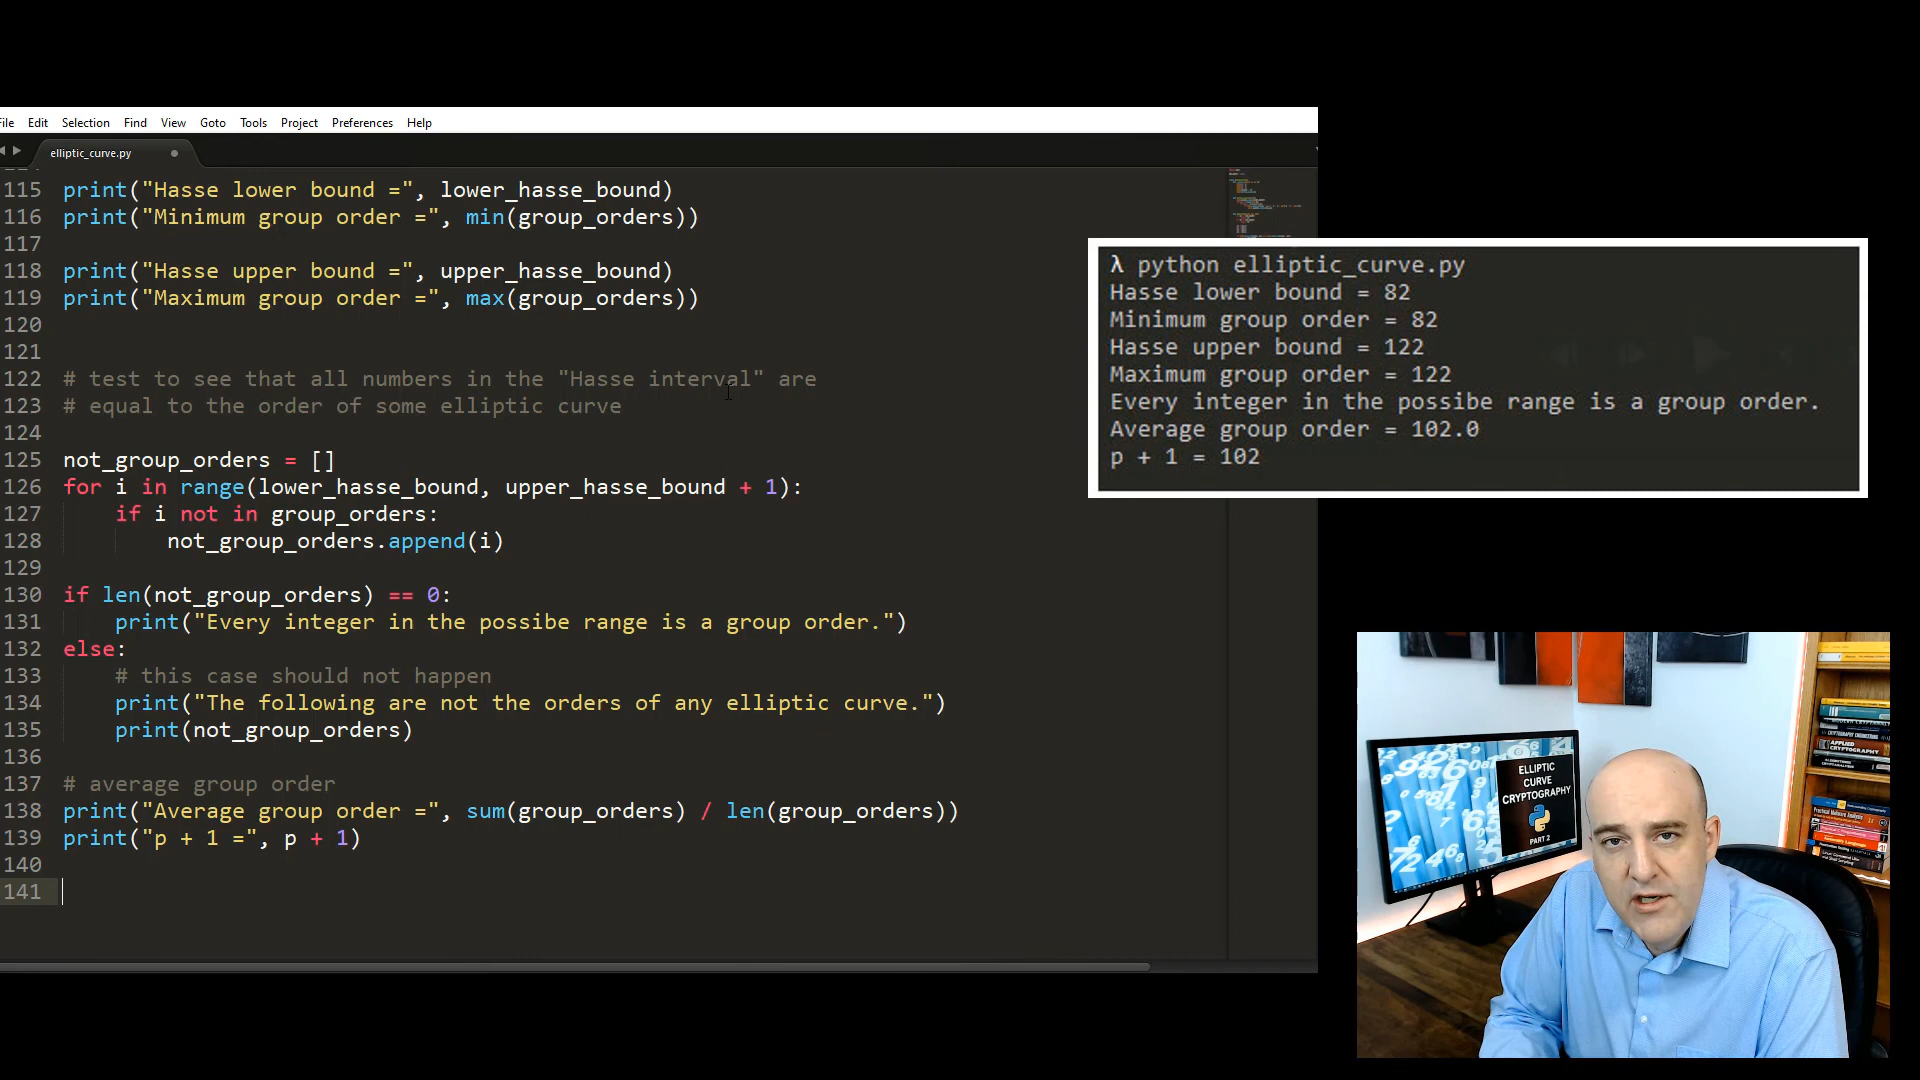 File Edit Selection Find View Goto Tools Project Preferences Help
elliptic_curve.py
115 print("Hasse lower bound =", lower_hasse_bound)
116 print("Minimum group order =", min(group_orders))
117
118 print("Hasse upper bound =", upper_hasse_bound)
119 print("Maximum group order =", max(group_orders))
120
121
122 # test to see that all numbers in the "Hasse interval" are
123 # equal to the order of some elliptic curve
124
125 not_group_orders = []
126 for i in range(lower_hasse_bound, upper_hasse_bound + 1):
127     if i not in group_orders:
128         not_group_orders.append(i)
129
130 if len(not_group_orders) == 0:
131     print("Every integer in the possibe range is a group order.")
132 else:
133     # this case should not happen
134     print("The following are not the orders of any elliptic curve.")
135     print(not_group_orders)
136
137 # average group order
138 print("Average group order =", sum(group_orders) / len(group_orders))
139 print("p + 1 =", p + 1)
140
141
λ python elliptic_curve.py
Hasse lower bound = 82
Minimum group order = 82
Hasse upper bound = 122
Maximum group order = 122
Every integer in the possibe range is a group order.
Average group order = 102.0
p + 1 = 102
ELLIPTIC
CURVE
CRYPTOGRAPHY
PART 2
APPLIED
CRYPTOGRAPHY